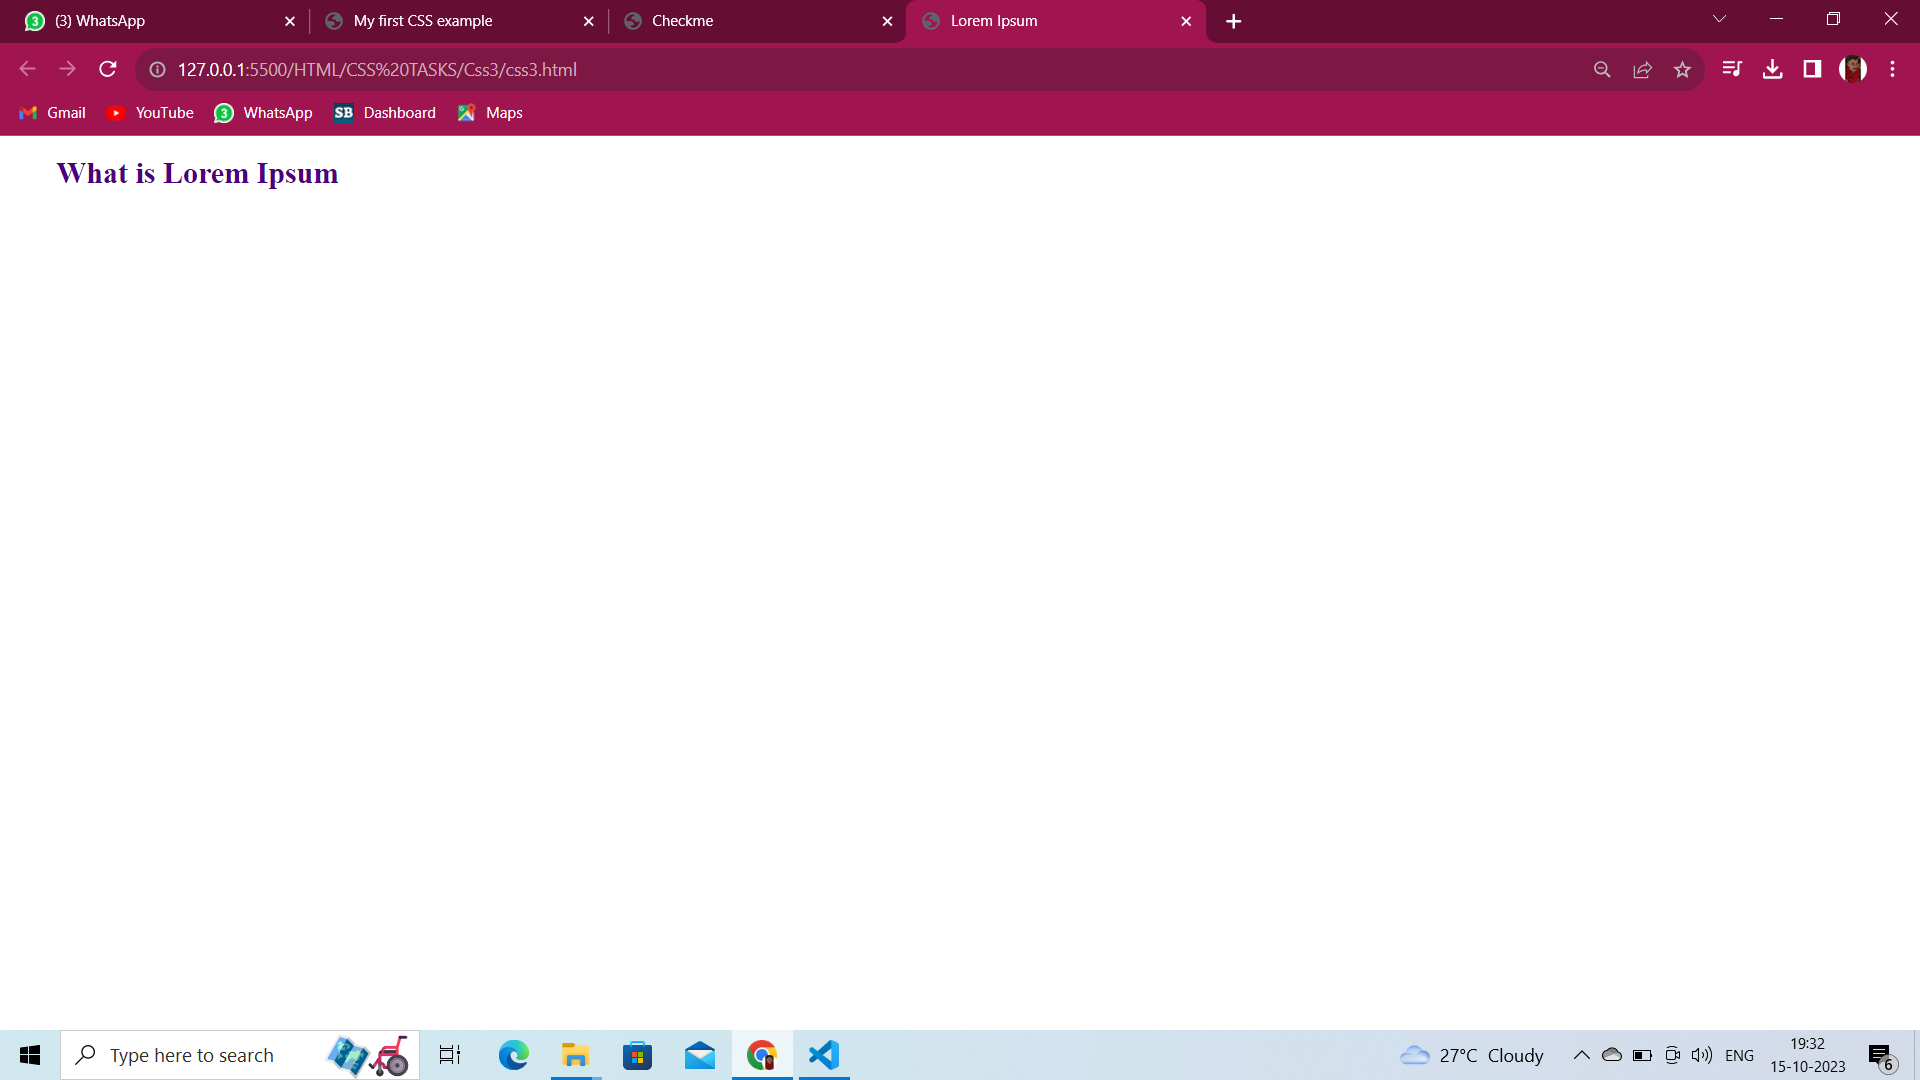 3 (3) WhatsApp My first CSS example Checkme Lorem Ipsum
127.0.0.1:5500/HTML/CSS%20TASKS/Css3/css3.html
Gmail YouTube 3 WhatsApp SB Dashboard Maps
What is Lorem Ipsum
Type here to search 27°C Cloudy ENG 19:32
15-10-2023 6